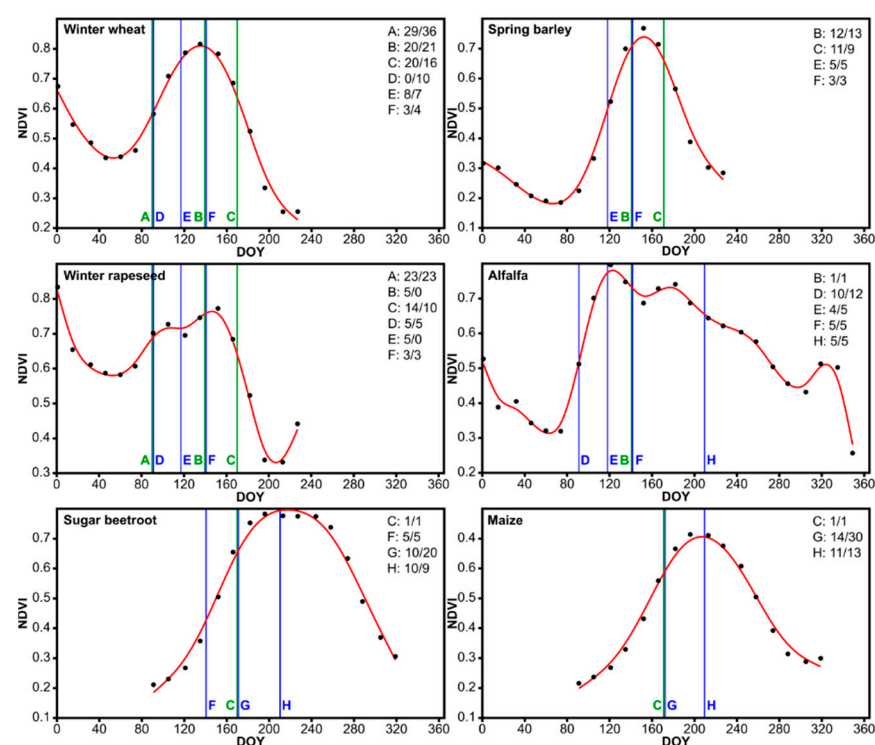 Winter wheat
A: 29/36
B: 20/21
C: 20/16
D: 0/10
E: 8/7
F: 3/4
NDVI
0.8
0.7
0.6
0.5
0.4
0.3
0.2
A D E B F C
0 40 80 120 160 200 240 280 320 360
DOY
Spring barley
B: 12/13
C: 11/9
E: 5/5
F: 3/3
NDVI
0.7
0.6
0.5
0.4
0.3
0.2
0.1
E B F C
0 40 80 120 160 200 240 280 320 360
DOY
Winter rapeseed
A: 23/23
B: 5/0
C: 14/10
D: 5/5
E: 5/0
F: 3/3
NDVI
0.8
0.7
0.6
0.5
0.4
0.3
A D E B F C
0 40 80 120 160 200 240 280 320 360
DOY
Alfalfa
B: 1/1
D: 10/12
E: 4/5
F: 5/5
H: 5/5
NDVI
0.7
0.6
0.5
0.4
0.3
0.2
D E B F H
0 40 80 120 160 200 240 280 320 360
DOY
Sugar beetroot
C: 1/1
F: 5/5
G: 10/20
H: 10/9
NDVI
0.7
0.6
0.5
0.4
0.3
0.2
0.1
F C G H
0 40 80 120 160 200 240 280 320 360
DOY
Maize
C: 1/1
G: 14/30
H: 11/13
NDVI
0.4
0.6
0.5
0.4
0.3
0.2
0.1
C G H
0 40 80 120 160 200 240 280 320 360
DOY